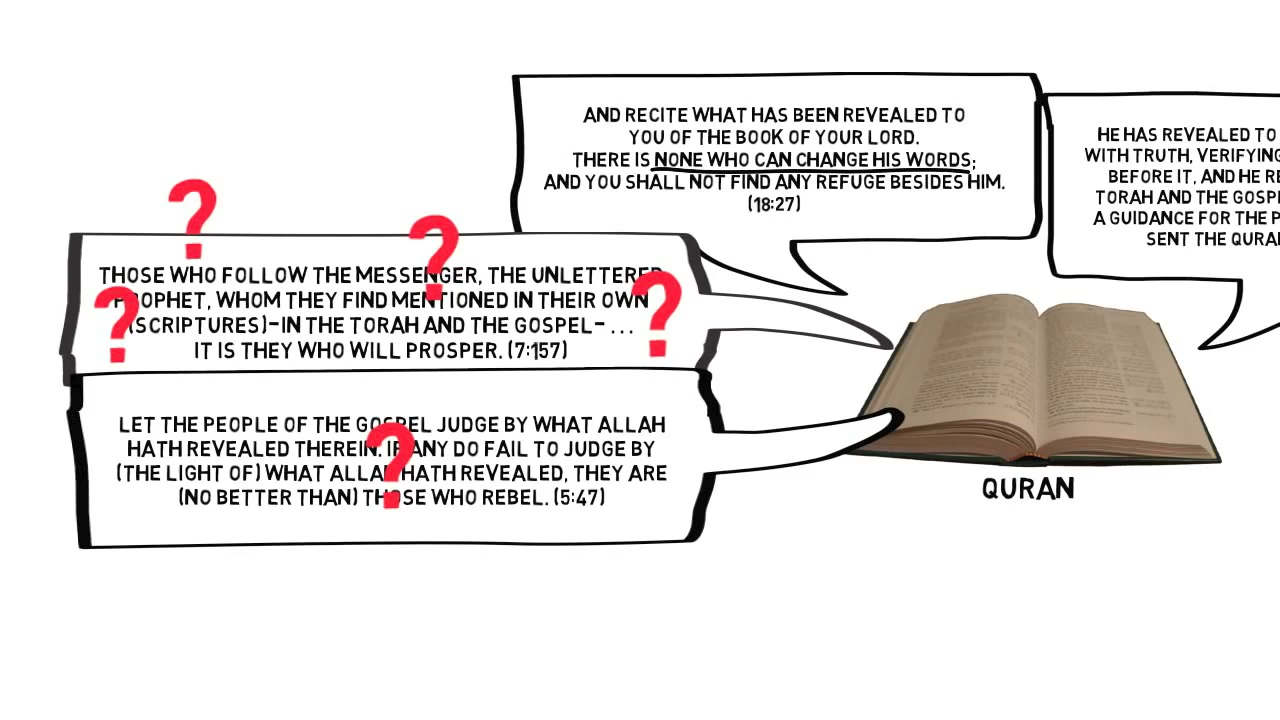 AND RECITE WHAT HAS BEEN REVEALED TO
YOU OF THE BOOK OF YOUR LORD.
THERE IS NONE WHO CAN CHANGE HIS WORDS;
AND YOU SHALL NOT FIND ANY REFUGE BESIDES HIM.
(18:27)
HE HAS REVEALED TO
WITH TRUTH, VERIFYING
BEFORE IT, AND HE RE
TORAH AND THE GOSP
A GUIDANCE FOR THE P
SENT THE QURA
THOSE WHO FOLLOW THE MESSENGER, THE UNLETTERED
PROPHET, WHOM THEY FIND MENTIONED IN THEIR OWN
(SCRIPTURES)-IN THE TORAH AND THE GOSPEL- ...
IT IS THEY WHO WILL PROSPER. (7:157)
LET THE PEOPLE OF THE GOSPEL JUDGE BY WHAT ALLAH
HATH REVEALED THEREIN. IF ANY DO FAIL TO JUDGE BY
(THE LIGHT OF) WHAT ALLAH HATH REVEALED, THEY ARE
(NO BETTER THAN) THOSE WHO REBEL. (5:47)
? ? ? ? ?
QURAN